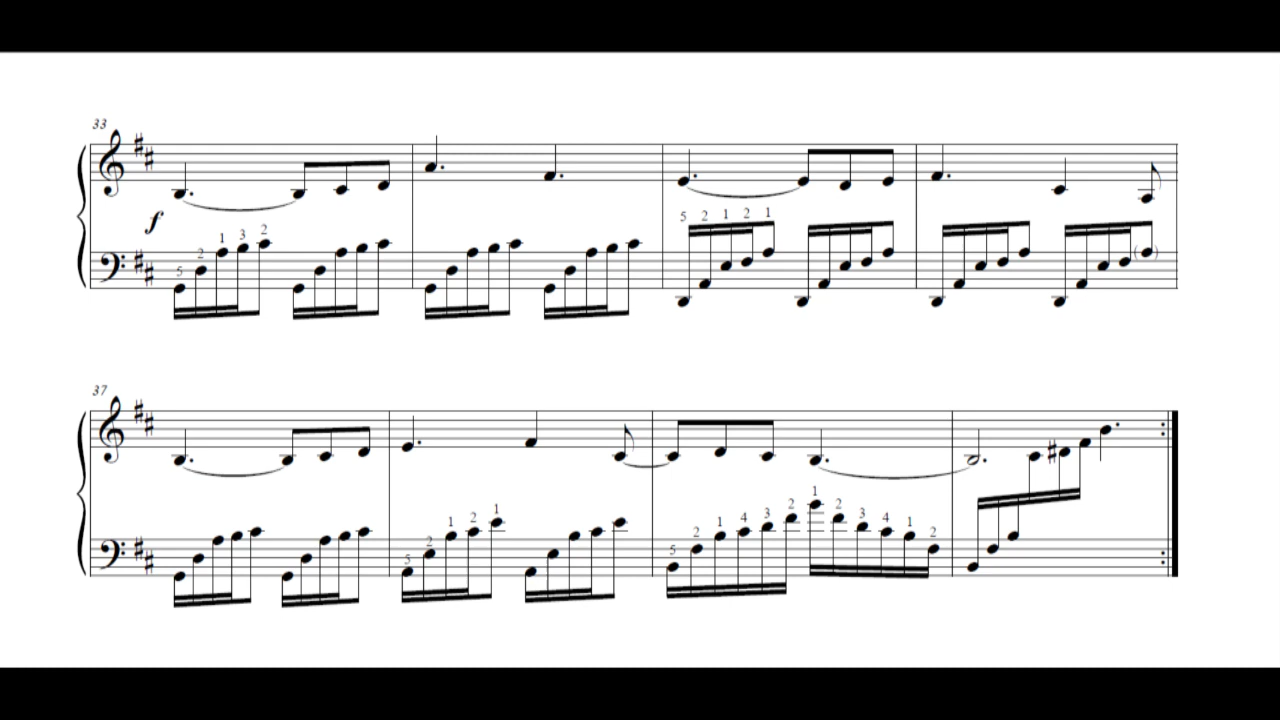 33
f
5 2 1 3 2
5 2 1 2 1
37
5 2 1 2 1
5 2 1 4 3 2 1 2 3 4 1 2